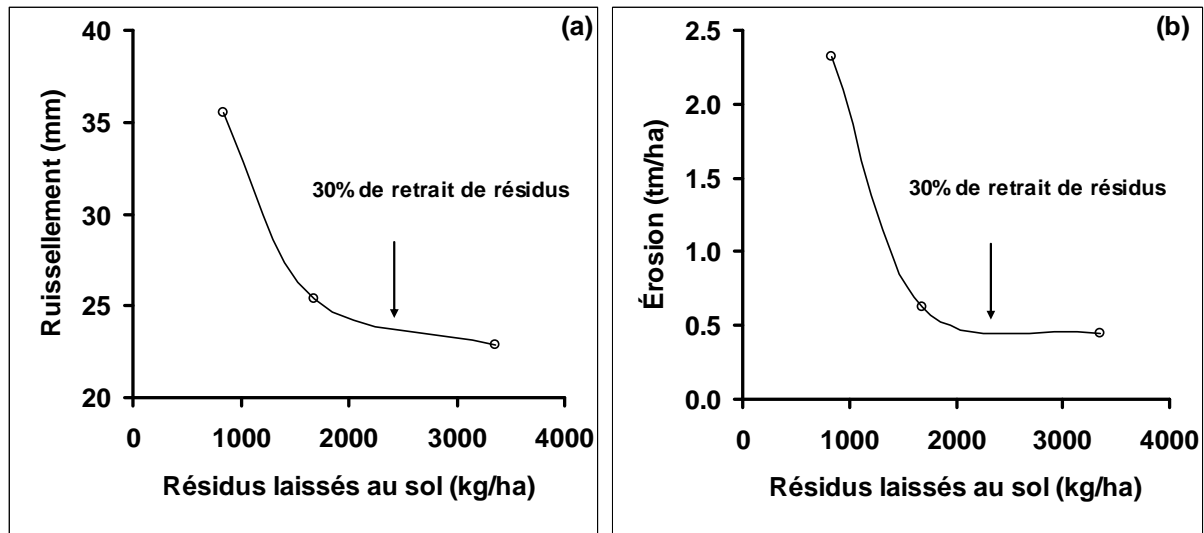 (a)
40
35
30
25
20
Ruissellement (mm)
30% de retrait de résidus
0 1000 2000 3000 4000
Résidus laissés au sol (kg/ha)
(b)
2.5
2.0
1.5
1.0
0.5
0.0
Érosion (tm/ha)
30% de retrait de résidus
0 1000 2000 3000 4000
Résidus laissés au sol (kg/ha)